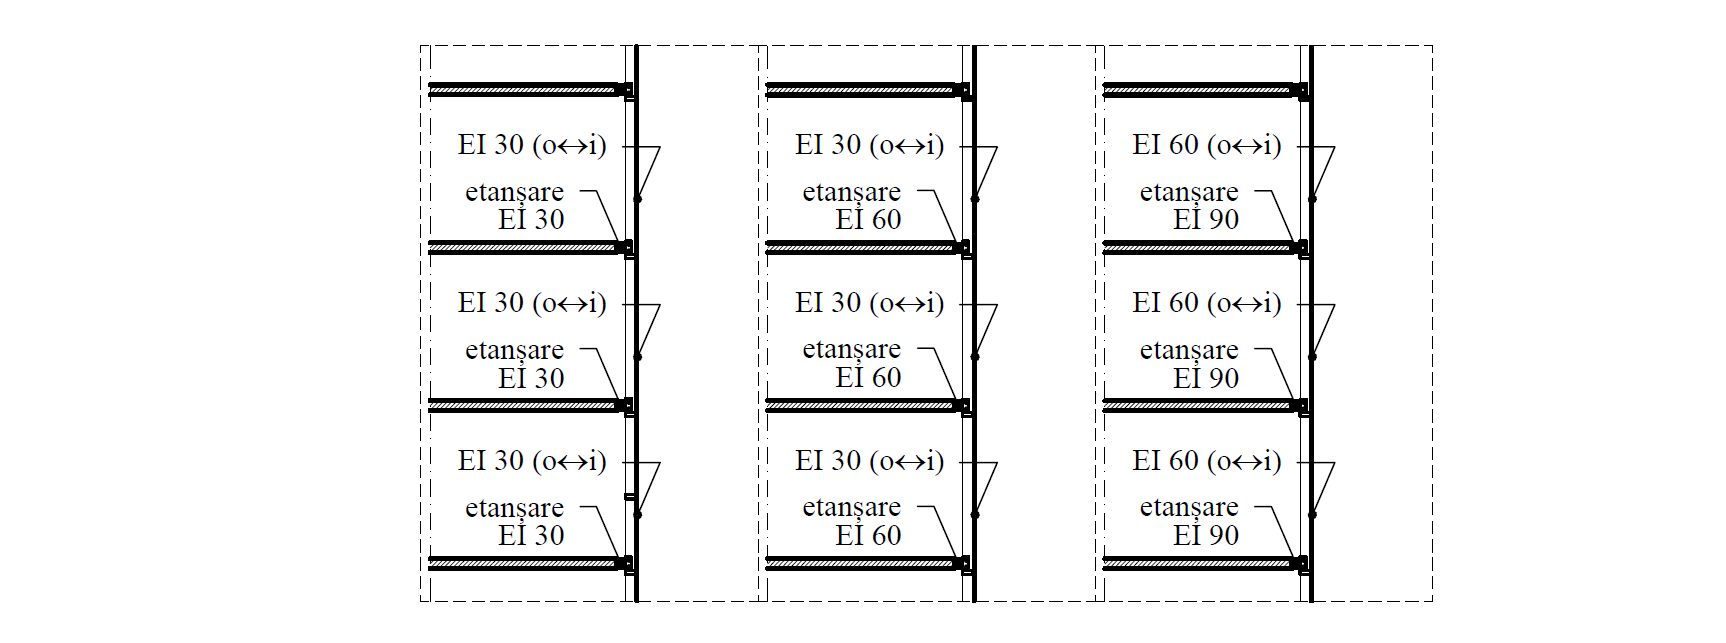 EI 30 (o↔i)
etanșare
EI 30
EI 30 (o↔i)
etanșare
EI 30
EI 30 (o↔i)
etanșare
EI 30
EI 30 (o↔i)
etanșare
EI 60
EI 30 (o↔i)
etanșare
EI 60
EI 30 (o↔i)
etanșare
EI 60
EI 60 (o↔i)
etanșare
EI 90
EI 60 (o↔i)
etanșare
EI 90
EI 60 (o↔i)
etanșare
EI 90